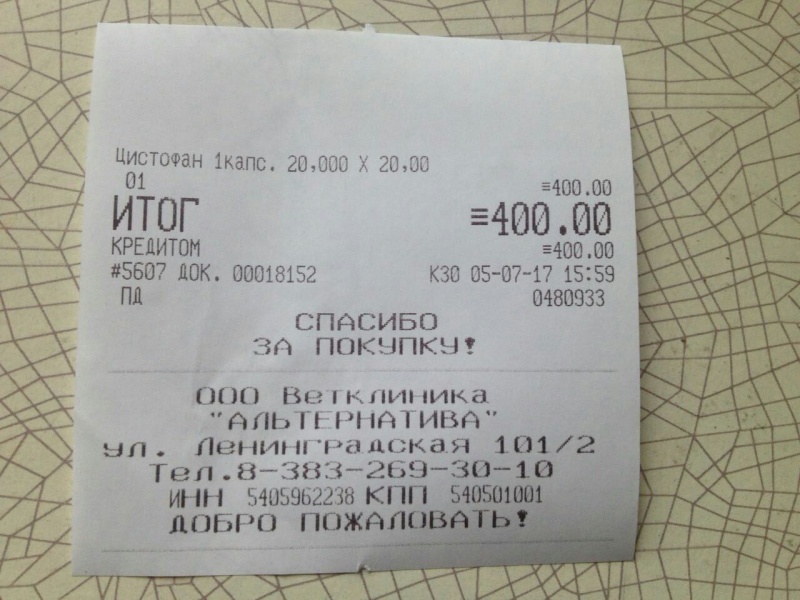 Цистофан 1капс. 20,000 X 20,00
01 ≡400.00
ИТОГ ≡400.00
КРЕДИТОМ ≡400.00
#5607 ДОК. 00018152 К30 05-07-17 15:59
ПД 0480933
СПАСИБО
ЗА ПОКУПКУ!
ООО Ветклиника
"АЛЬТЕРНАТИВА"
ул. Ленинградская 101/2
Тел.8-383-269-30-10
ИНН 5405962238 КПП 540501001
ДОБРО ПОЖАЛОВАТЬ!